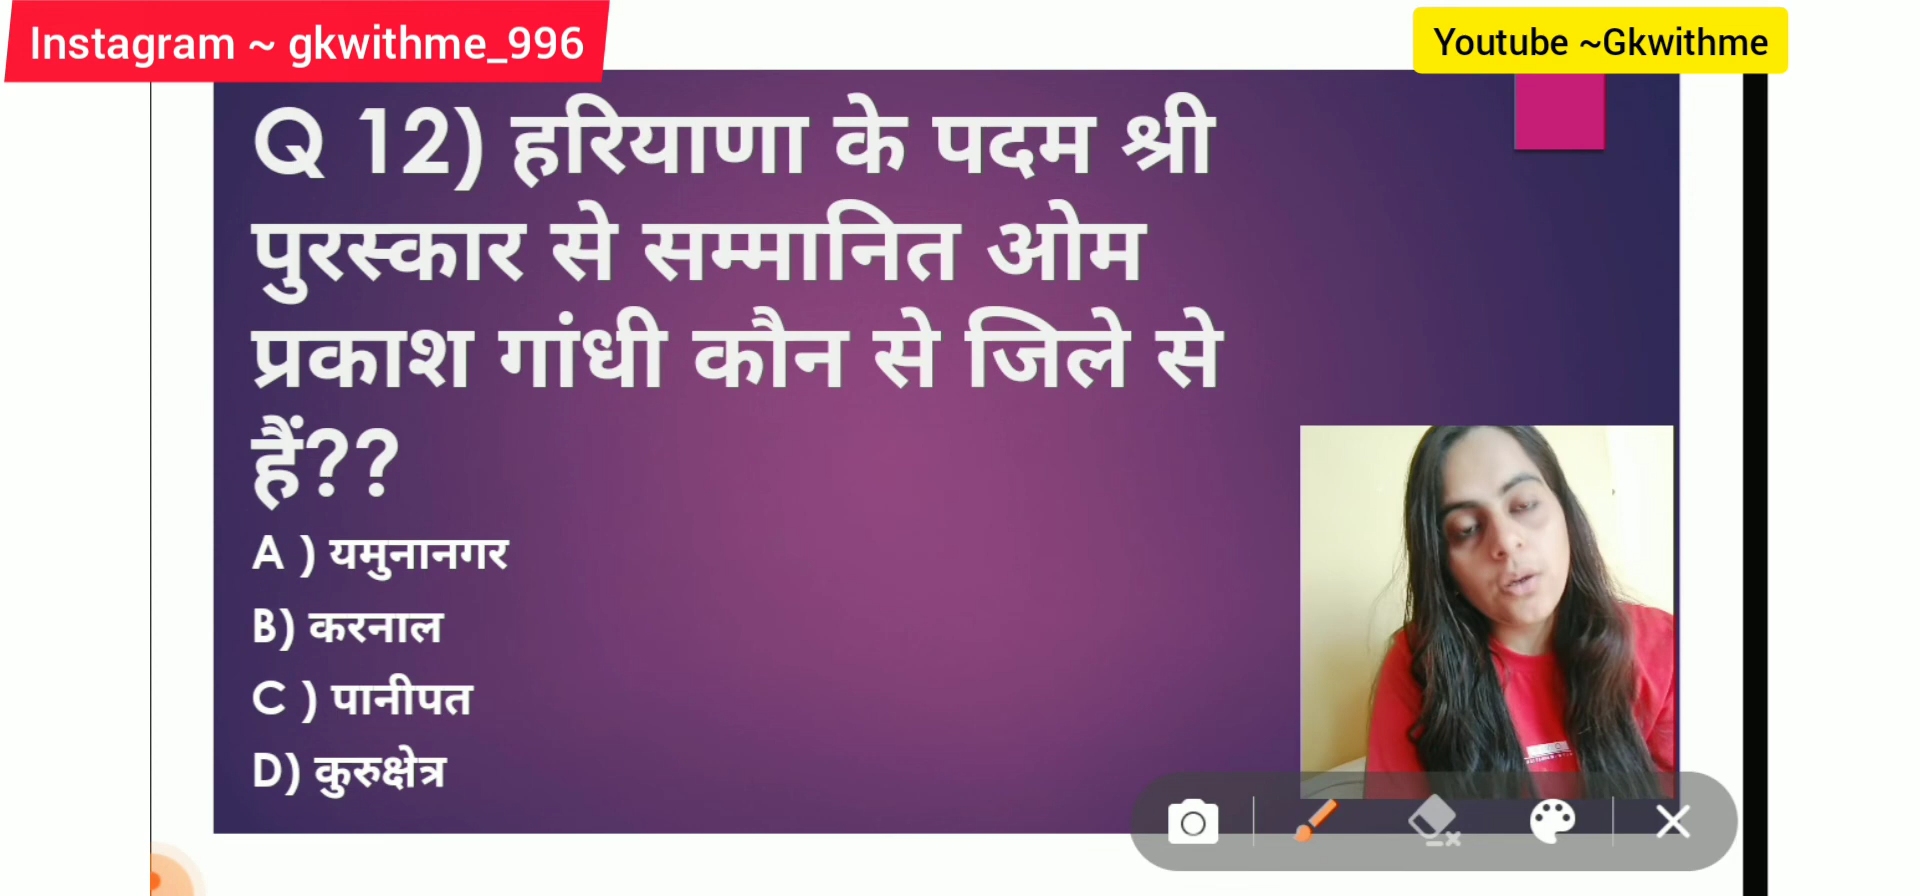 Instagram ~ gkwithme_996
Youtube ~Gkwithme
Q 12) हरियाणा के पदम श्री
पुरस्कार से सम्मानित ओम
प्रकाश गांधी कौन से जिले से
हैं??
A ) यमुनानगर
B) करनाल
C ) पानीपत
D) कुरुक्षेत्र